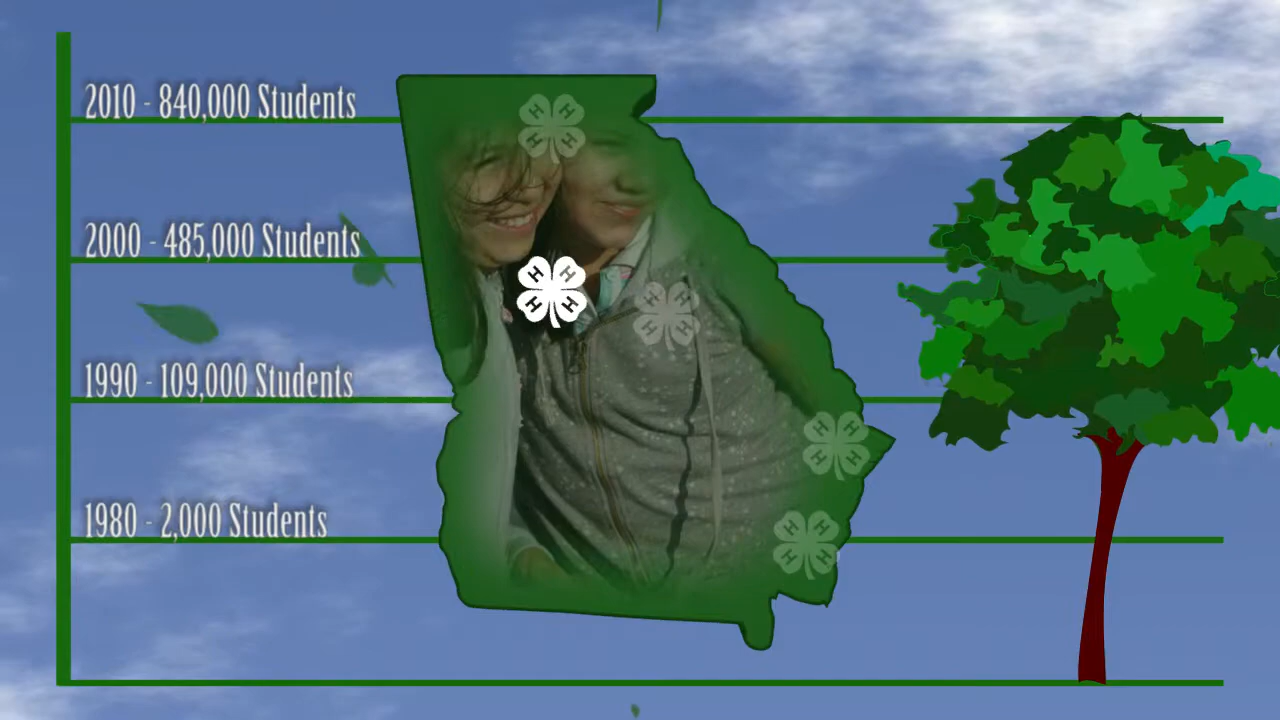 2010 - 840,000 Students
2000 - 485,000 Students
1990 - 109,000 Students
1980 - 2,000 Students
H H
H H
H H
H H
H H
H H
H H
H H
H H
H H